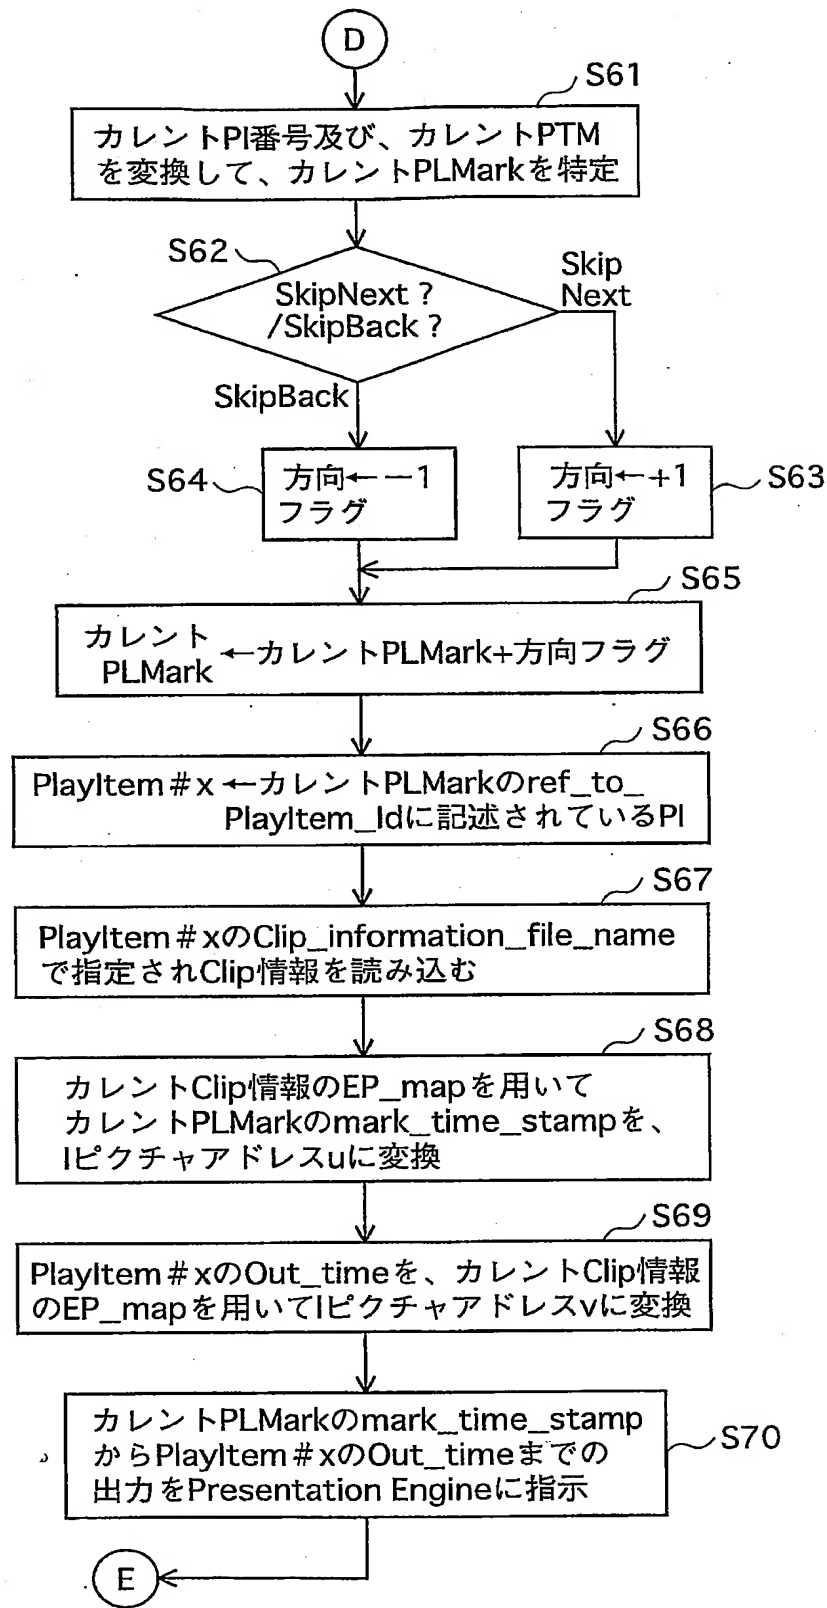 D
S61
カレントPI番号及び、カレントPTM
を変換して、カレントPLMarkを特定
S62
SkipNext ?
/SkipBack ?
Skip
Next
SkipBack
S64
方向←－1
フラグ
方向←+1
フラグ
S63
S65
カレント
PLMark
←カレントPLMark+方向フラグ
S66
PlayItem＃x ←カレントPLMarkのref_to_
PlayItem_Idに記述されているPI
S67
PlayItem＃xのClip_information_file_name
で指定されClip情報を読み込む
S68
カレントClip情報のEP_mapを用いて
カレントPLMarkのmark_time_stampを、
Iピクチャアドレスuに変換
S69
PlayItem＃xのOut_timeを、カレントClip情報
のEP_mapを用いてIピクチャアドレスvに変換
カレントPLMarkのmark_time_stamp
からPlayItem＃xのOut_timeまでの
出力をPresentation Engineに指示
S70
E